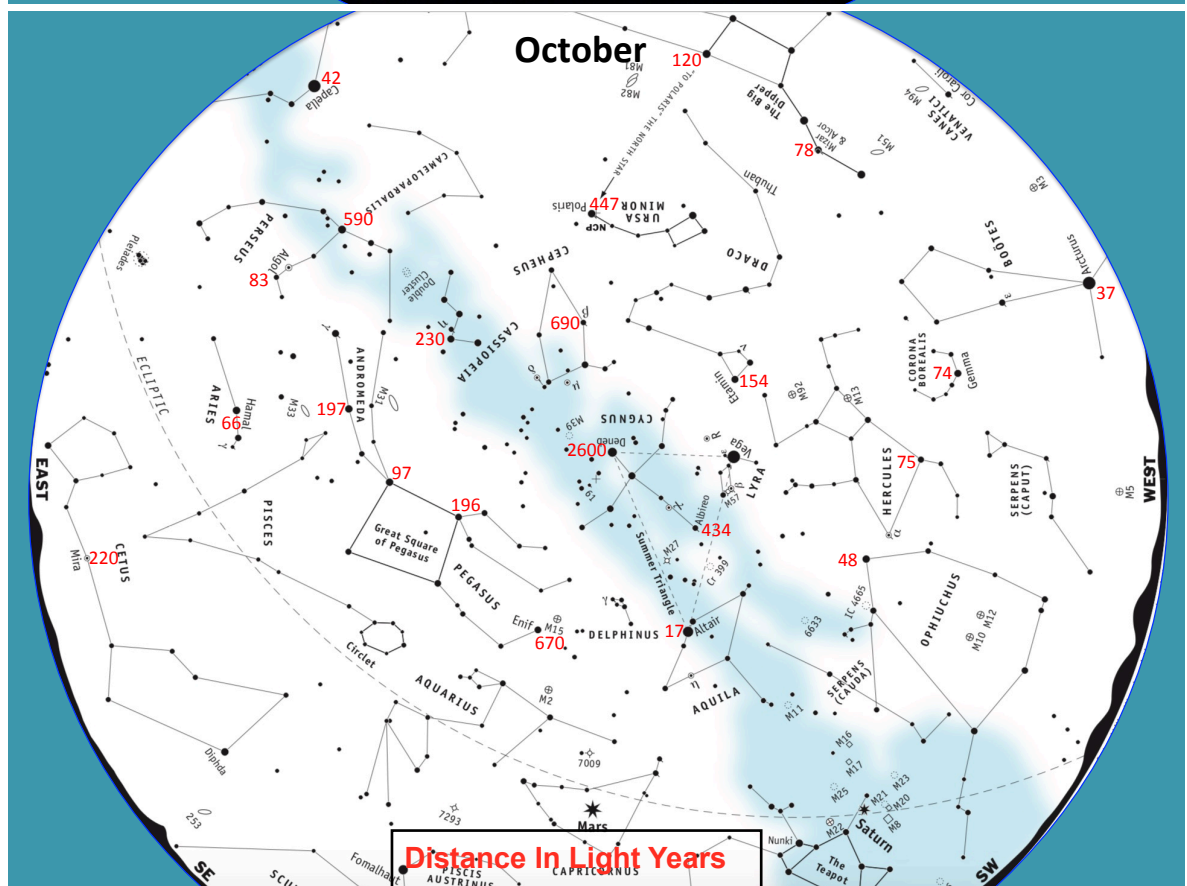 October
120
42
Capella
M81
M82
"TO POLARIS" THE NORTH STAR
The Big
Dipper
Cor Caroli
M94
CANES
VENATICI
M51
Mizar
& Alcor
78
M3
CAMELOPARDALIS
Thuban
447
Polaris
NCP
URSA
MINOR
590
PERSEUS
Algol
83
Pleiades
Double
Cluster
CEPHEUS
DRACO
BOÖTES
Arcturus
37
ε
η
230
CASSIOPEIA
β
690
δ
μ
γ
ANDROMEDA
M31
197
M33
ECLIPTIC
ARIES
Hamal
66
γ
ν
Etamin
154
M92
M13
CORONA
BOREALIS
74
Gemma
M39
CYGNUS
Deneb
2600
R
Vega
LYRA
β
M57
61
χ
Albireo
434
HERCULES
75
α
SERPENS
(CAPUT)
M5
WEST
EAST
97
196
Great Square
of Pegasus
PISCES
PEGASUS
Mira
220
CETUS
Summer Triangle
M27
Cr 399
48
IC 4665
OPHIUCHUS
M12
M10
6633
Enif
M15
670
γ
DELPHINUS
17
Altair
η
AQUILA
SERPENS
(CAUDA)
M11
Circlet
AQUARIUS
M2
Diphda
7009
M16
M17
M25
M23
M21
M20
M8
M22
253
7293
Mars
Saturn
Nunki
The
Teapot
SE
SW
Fomalhaut
Distance In Light Years
PISCIS
AUSTRINUS
CAPRICORNUS